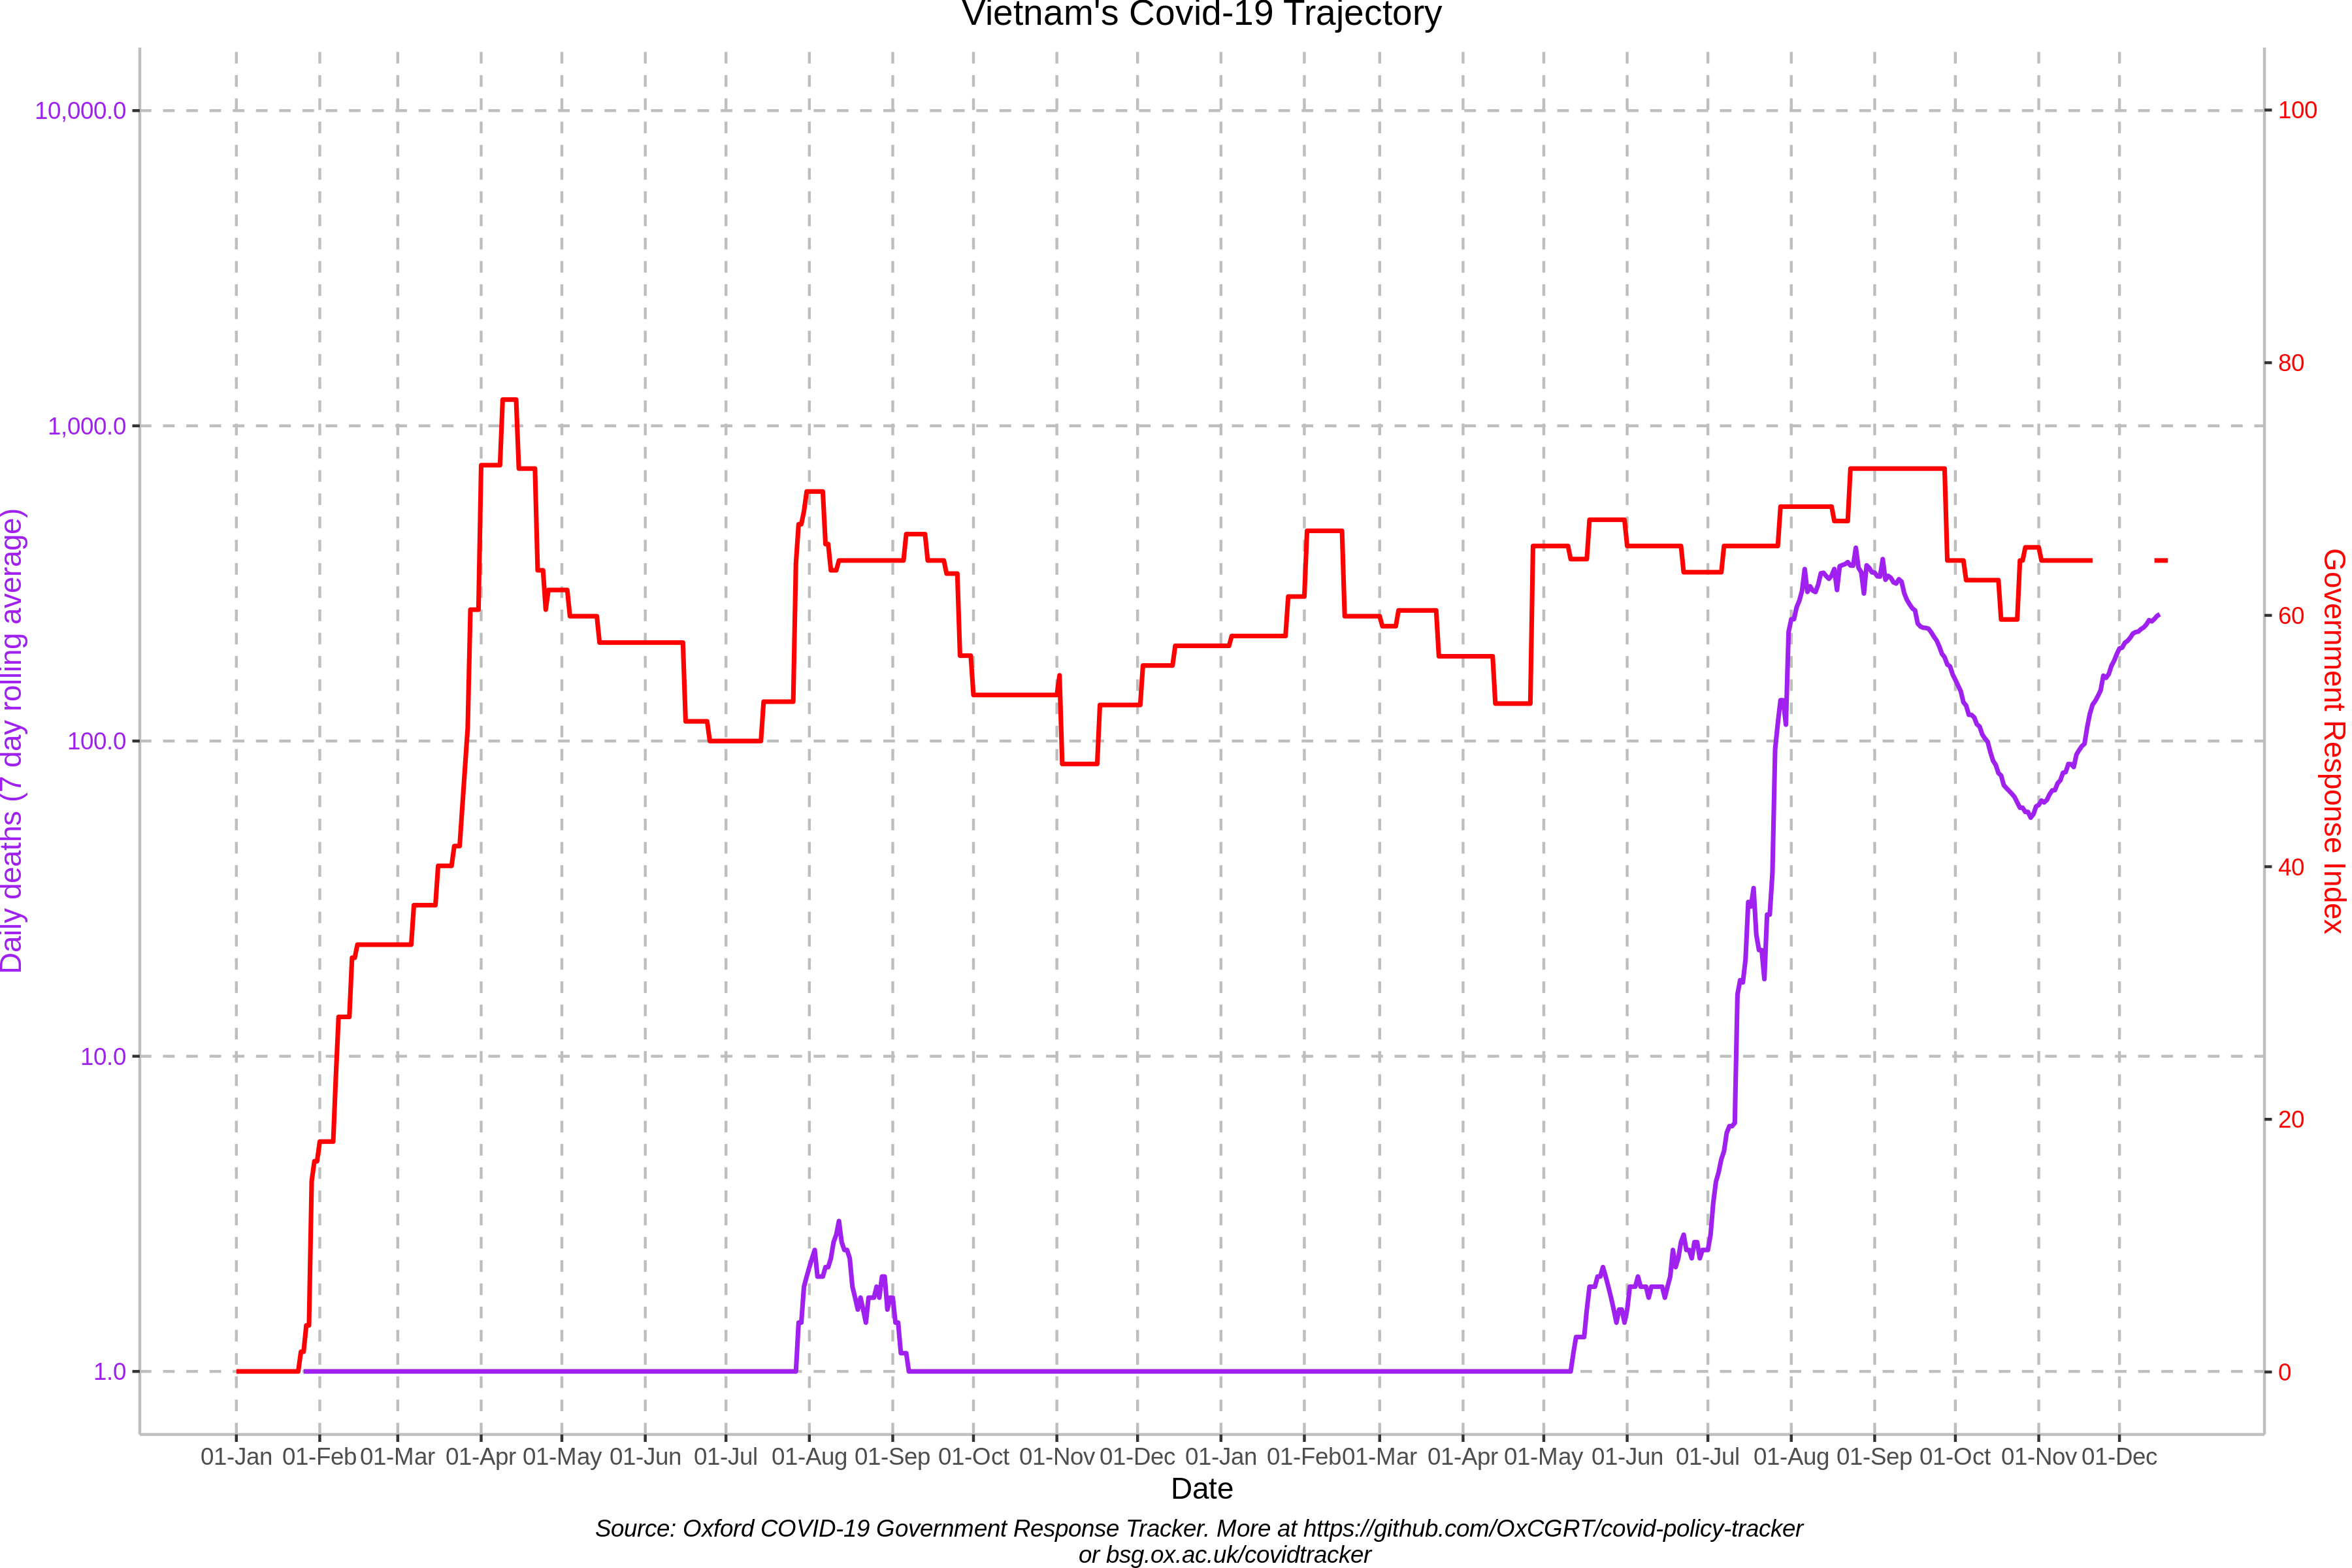 Vietnam's Covid-19 Trajectory
10,000.0
1,000.0
100.0
10.0
1.0
Daily deaths (7 day rolling average)
100
80
60
40
20
0
Government Response Index
01-Jan 01-Feb 01-Mar 01-Apr 01-May 01-Jun 01-Jul 01-Aug 01-Sep 01-Oct 01-Nov 01-Dec 01-Jan 01-Feb 01-Mar 01-Apr 01-May 01-Jun 01-Jul 01-Aug 01-Sep 01-Oct 01-Nov 01-Dec
Date
Source: Oxford COVID-19 Government Response Tracker. More at https://github.com/OxCGRT/covid-policy-tracker
or bsg.ox.ac.uk/covidtracker